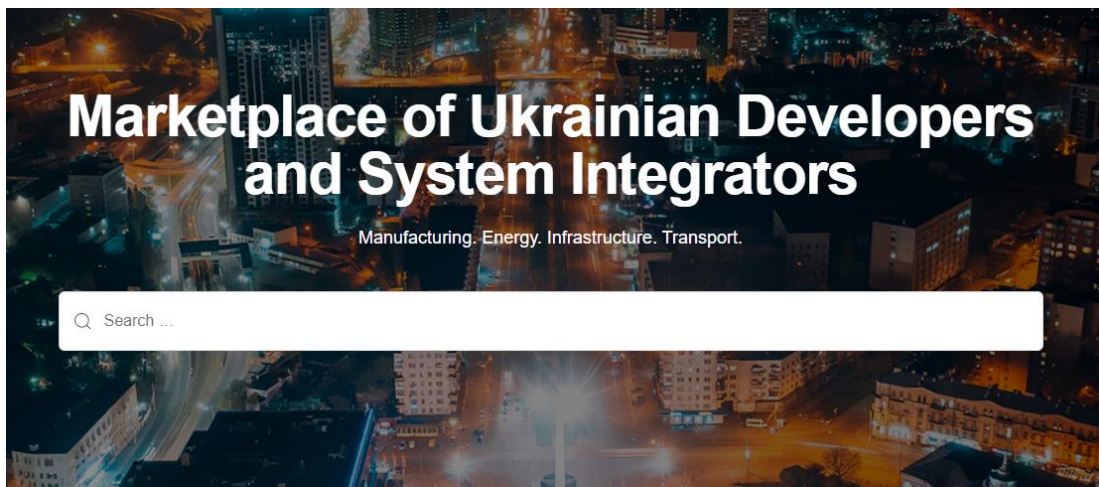 Marketplace of Ukrainian Developers
and System Integrators
Manufacturing. Energy. Infrastructure. Transport.
Search ...